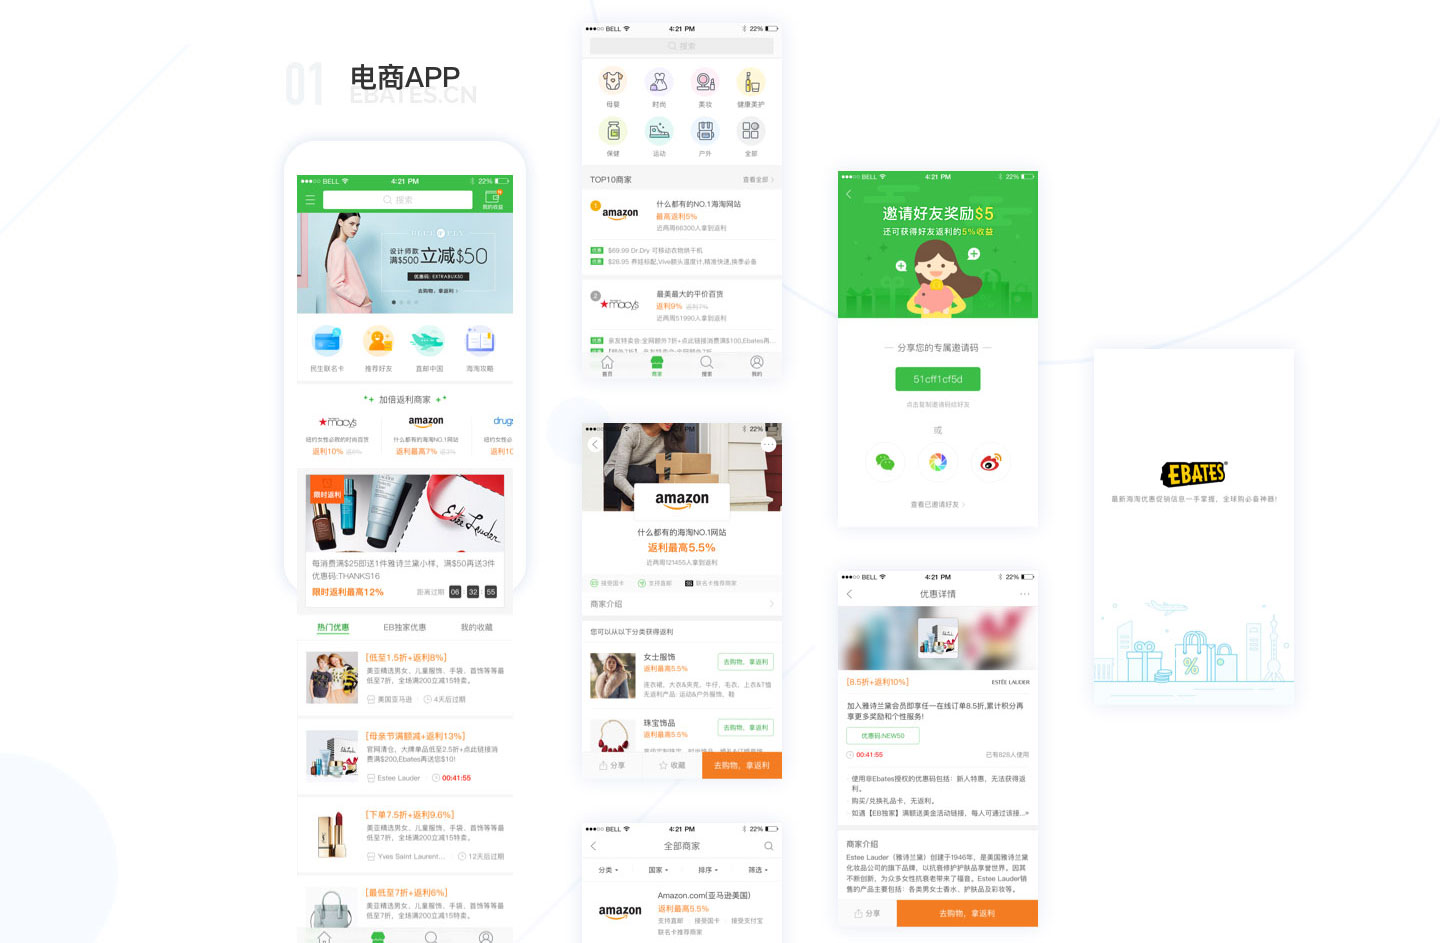 01
电商APP
EBATES.CN
BELL
4:21 PM
22%
搜索
我的收益
设计师款
满$500 立减$50
优惠码: EXTRABUX50
去购物，拿返利
民生联名卡
推荐好友
直邮中国
海淘攻略
加倍返利商家
macy's
amazon
drugs
纽约女性必现的时尚百货
什么都有的海淘NO.1网站
纽约女性必
返利10%
返利最高7%
返利10
限时返利
Estee Lauder
每消费满$25即送1件雅诗兰黛小样，满$50再送3件
优惠码:THANKS16
限时返利最高12%
距离过期 06 : 32 : 55
热门优惠
EB独家优惠
我的收藏
[低至1.5折+返利8%]
美亚精选男女、儿童服饰、手袋、首饰等等最
低至7折，全场满200立减15特卖。
美国亚马逊
4天后过期
[母亲节满额减+返利13%]
官网清仓，大牌单品低至2.5折+点此链接消
费满$200,Ebates再送您$10!
Estee Lauder
00:41:55
[下单7.5折+返利9.6%]
美亚精选男女、儿童服饰、手袋、首饰等等最
低至7折，全场满200立减15特卖。
Yves Saint Laurent...
12天后过期
[最低至7折+返利6%]
美亚精选男女、儿童服饰、手袋、首饰等等最
低至7折，全场满200立减15特卖。
BELL
4:21 PM
22%
搜索
母婴
时尚
美妆
健康美护
保健
运动
户外
全部
TOP10商家
查看全部
1
amazon
什么都有的NO.1海淘网站
最高返利5%
近两周66300人拿到返利
优惠 $69.99 Dr.Dry 可移动衣物烘干机
优惠 $26.95 养娃标配,Vive额头温度计,精准快速,换季必备
2
macy's
最美最大的平价百货
返利9% 返利7%
近两周51990人拿到返利
优惠 亲友特卖会:全网额外7折+点此链接消费满$100,Ebates再...
首页
商家
搜索
我的
BELL
4:21 PM
22%
amazon
什么都有的海淘NO.1网站
返利最高5.5%
近两周121455人拿到返利
接受国卡
支持直邮
联名卡推荐商家
商家介绍
您可以从以下分类获得返利
女士服饰
返利最高5.5%
去购物，拿返利
连衣裙、大衣&夹克、牛仔、毛衣、上衣&T恤
无返利产品: 运动&户外服饰、鞋
珠宝饰品
返利最高5.5%
去购物，拿返利
分享
收藏
去购物，拿返利
BELL
4:21 PM
22%
全部商家
分类
国家
排序
筛选
amazon
Amazon.com(亚马逊美国)
返利最高5.5%
支持直邮 · 接受国卡 · 接受支付宝
联名卡推荐商家
BELL
4:21 PM
22%
邀请好友奖励$5
还可获得好友返利的5%收益
分享您的专属邀请码
51cff1cf5d
点击复制邀请码给好友
或
查看已邀请好友
BELL
4:21 PM
22%
优惠详情
[8.5折+返利10%]
ESTĒE LAUDER
加入雅诗兰黛会员即享任一在线订单8.5折,累计积分再
享更多奖励和个性服务!
优惠码:NEW50
00:41:55
已有828人使用
· 使用非Ebates授权的优惠码包括：新人特惠，无法获得返
利。
· 购买/兑换礼品卡，无返利。
· 如遇【EB独家】满额送美金活动链接，每人可通过该接...»
商家介绍
Estee Lauder（雅诗兰黛）创建于1946年，是美国雅诗兰黛
化妆品公司的旗下品牌，以抗衰修护护肤品享誉世界。因其
不断创新，为众多女性抗衰老带来了福音。Estee Lauder销
售的产品主要包括：各类男女士香水、护肤品及彩妆等。
分享
去购物，拿返利
EBATES
最新海淘优惠促销信息一手掌握，全球购必备神器!